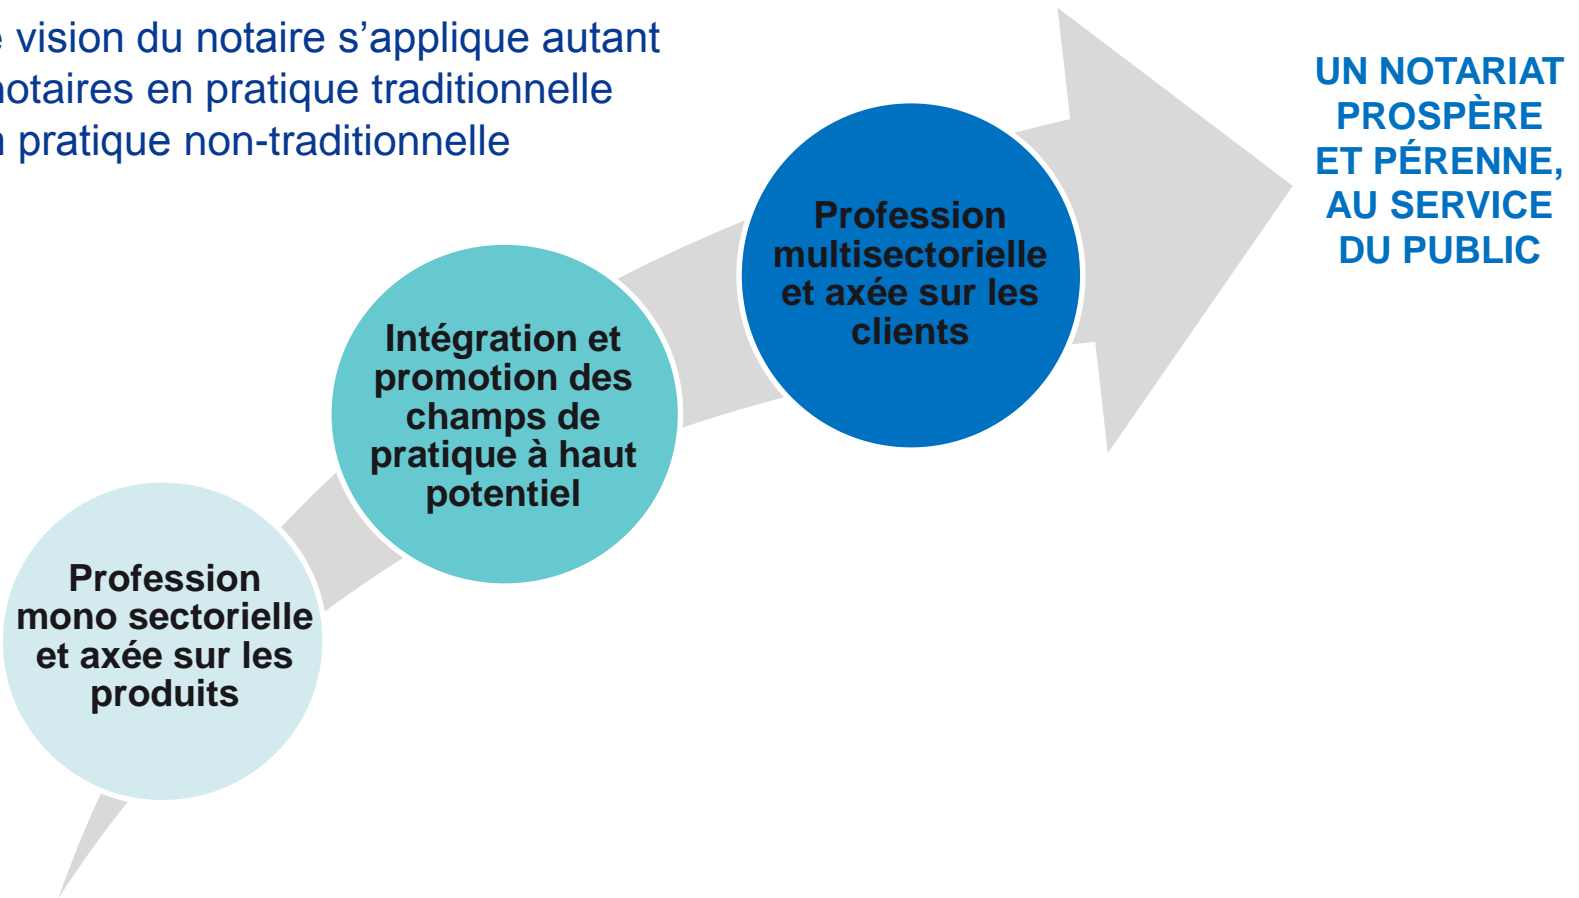 vision du notaire s’applique autant
notaires en pratique traditionnelle
pratique non-traditionnelle
UN NOTARIAT
PROSPÈRE
ET PÉRENNE,
AU SERVICE
DU PUBLIC
Profession
multisectorielle
et axée sur les
clients
Intégration et
promotion des
champs de
pratique à haut
potentiel
Profession
mono sectorielle
et axée sur les
produits